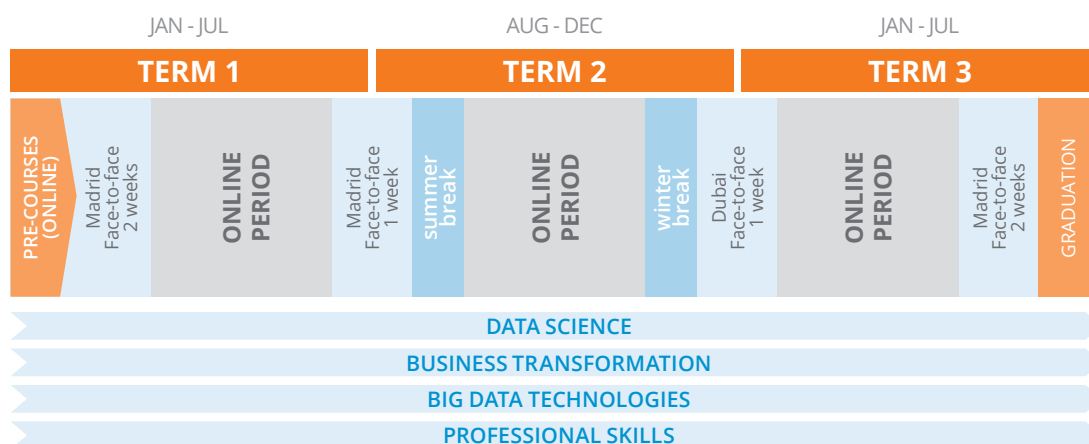 JAN - JUL
AUG - DEC
JAN - JUL
TERM 1
TERM 2
TERM 3
PRE-COURSES
(ONLINE)
Madrid
Face-to-face
2 weeks
ONLINE
PERIOD
Madrid
Face-to-face
1 week
summer
break
ONLINE
PERIOD
winter
break
Dubai
Face-to-face
1 week
ONLINE
PERIOD
Madrid
Face-to-face
2 weeks
GRADUATION
DATA SCIENCE
BUSINESS TRANSFORMATION
BIG DATA TECHNOLOGIES
PROFESSIONAL SKILLS